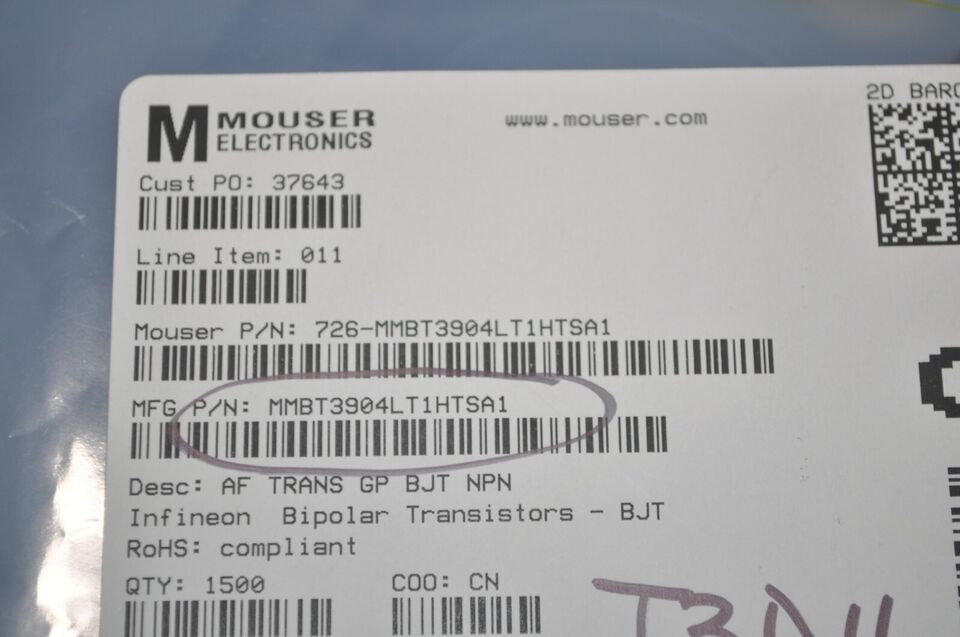 MOUSER
ELECTRONICS
www.mouser.com
2D BARC
Cust PO: 37643
Line Item: 011
Mouser P/N: 726-MMBT3904LT1HTSA1
MFG P/N: MMBT3904LT1HTSA1
Desc: AF TRANS GP BJT NPN
Infineon Bipolar Transistors - BJT
RoHS: compliant
QTY: 1500
COO: CN